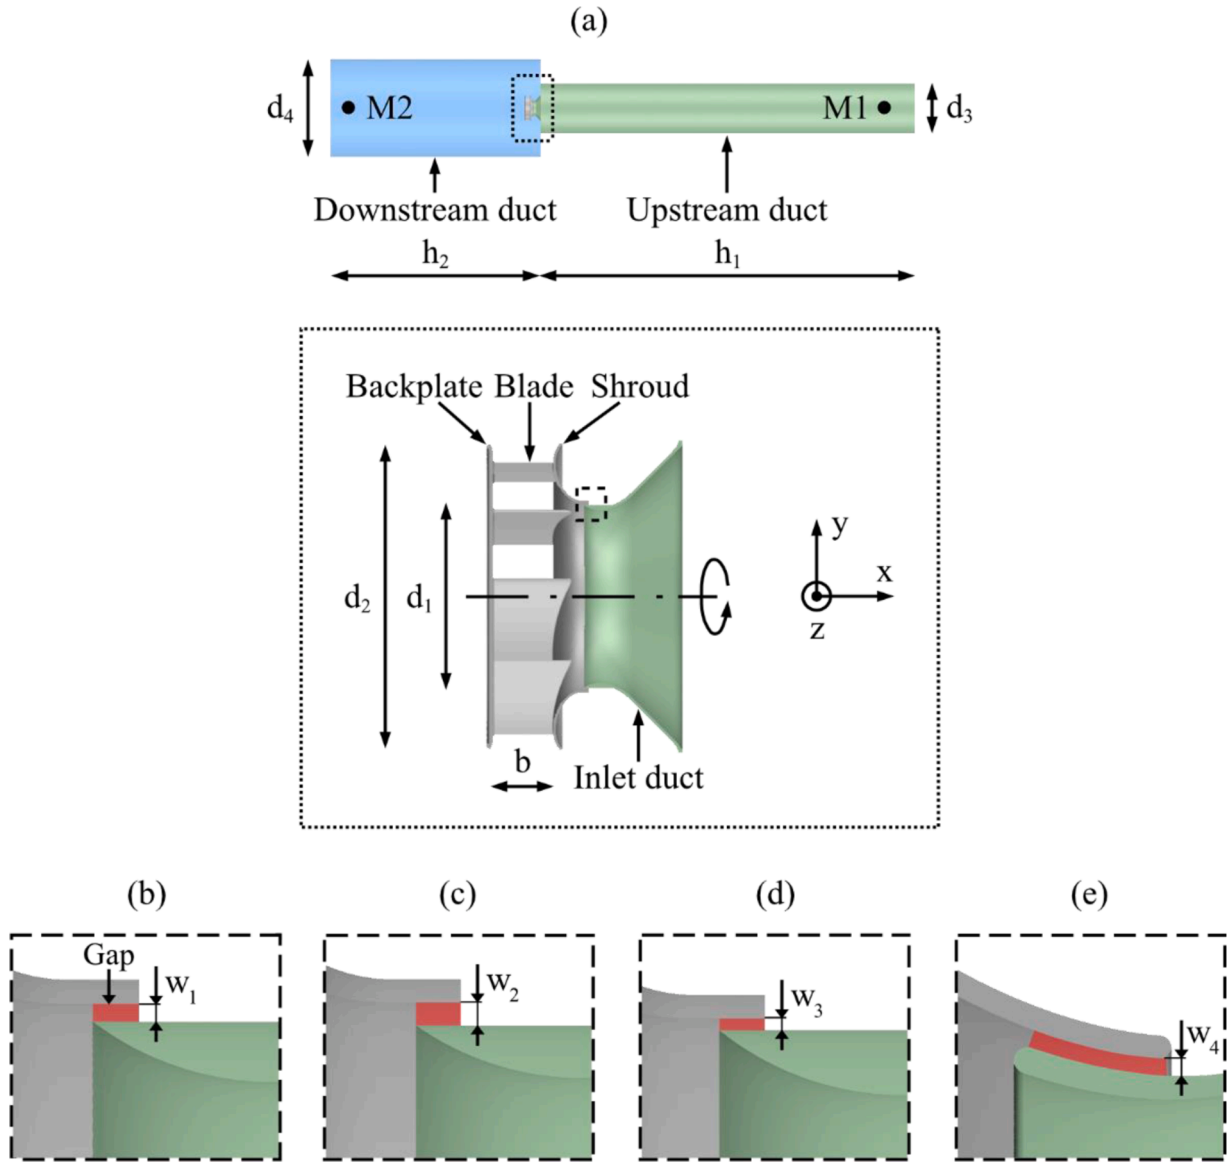 (a)
d₄
M2
M1
d₃
Downstream duct
Upstream duct
h₂
h₁
Backplate Blade Shroud
d₂
d₁
y
x
z
b
Inlet duct
(b)
(c)
(d)
(e)
Gap
w₁
w₂
w₃
w₄